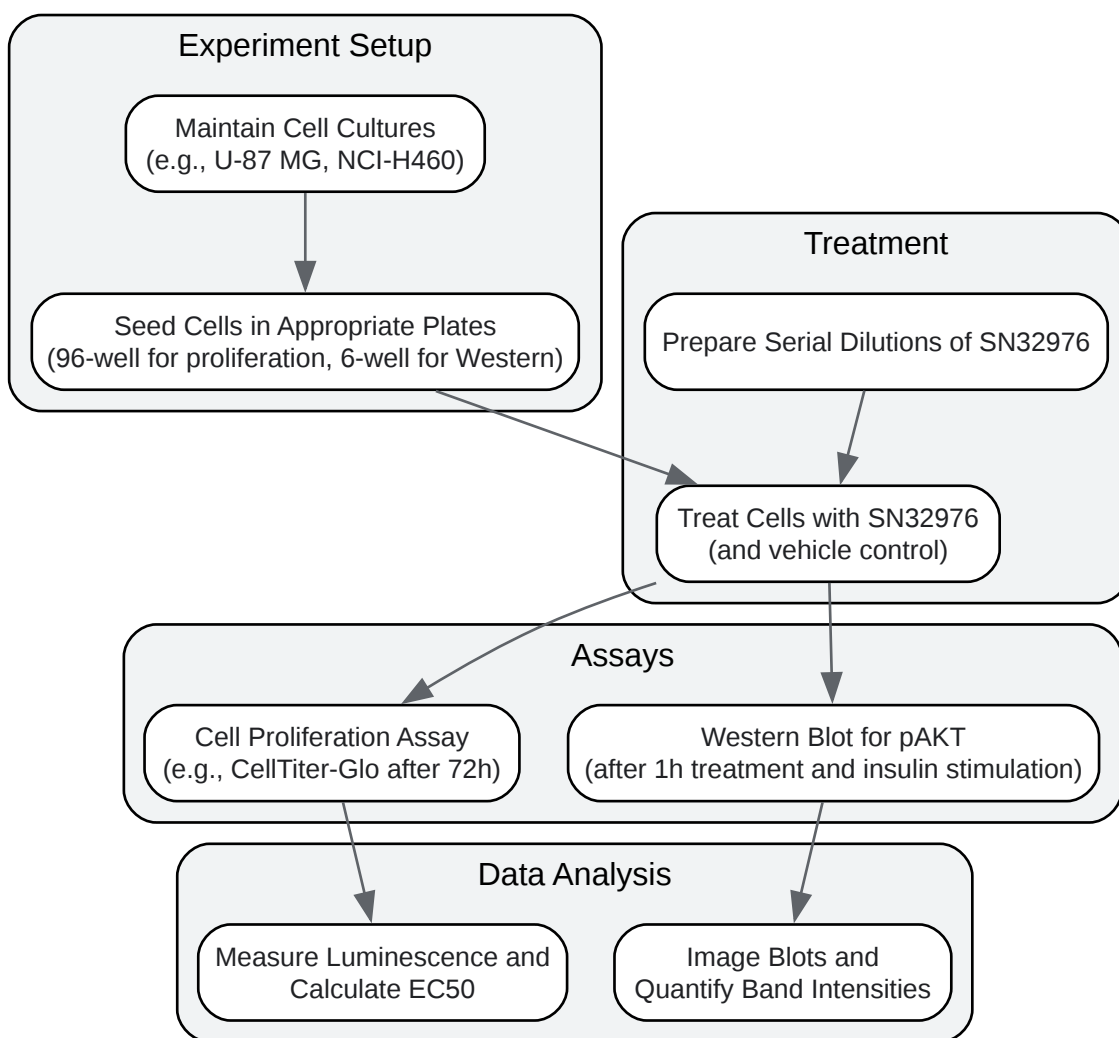 Experiment Setup
Maintain Cell Cultures
(e.g., U-87 MG, NCI-H460)
Seed Cells in Appropriate Plates
(96-well for proliferation, 6-well for Western)
Treatment
Prepare Serial Dilutions of SN32976
Treat Cells with SN32976
(and vehicle control)
Assays
Cell Proliferation Assay
(e.g., CellTiter-Glo after 72h)
Western Blot for pAKT
(after 1h treatment and insulin stimulation)
Data Analysis
Measure Luminescence and
Calculate EC50
Image Blots and
Quantify Band Intensities